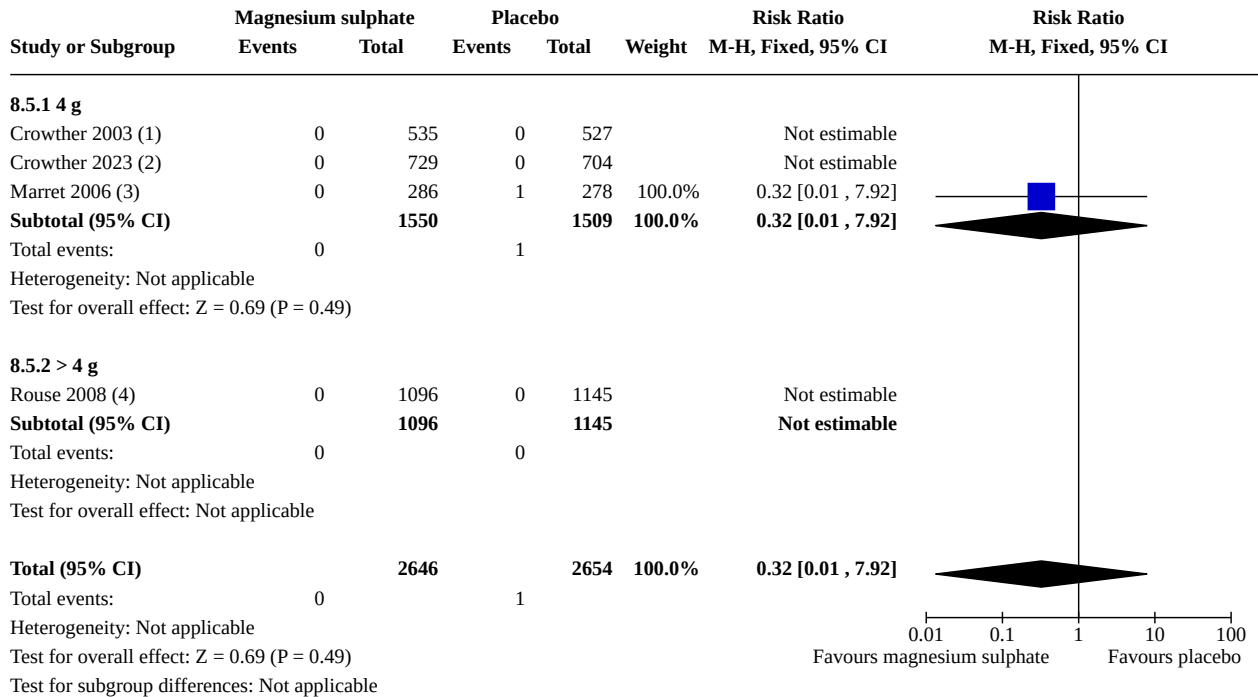 Magnesium sulphate Placebo Risk Ratio Risk Ratio
Study or Subgroup Events Total Events Total Weight M-H, Fixed, 95% CI M-H, Fixed, 95% CI
8.5.1 4 g
Crowther 2003 (1) 0 535 0 527 Not estimable
Crowther 2023 (2) 0 729 0 704 Not estimable
Marret 2006 (3) 0 286 1 278 100.0% 0.32 [0.01 , 7.92]
Subtotal (95% CI) 1550 1509 100.0% 0.32 [0.01 , 7.92]
Total events: 0 1
Heterogeneity: Not applicable
Test for overall effect: Z = 0.69 (P = 0.49)
8.5.2 > 4 g
Rouse 2008 (4) 0 1096 0 1145 Not estimable
Subtotal (95% CI) 1096 1145 Not estimable
Total events: 0 0
Heterogeneity: Not applicable
Test for overall effect: Not applicable
Total (95% CI) 2646 2654 100.0% 0.32 [0.01 , 7.92]
Total events: 0 1
Heterogeneity: Not applicable 0.01 0.1 1 10 100
Test for overall effect: Z = 0.69 (P = 0.49) Favours magnesium sulphate Favours placebo
Test for subgroup differences: Not applicable